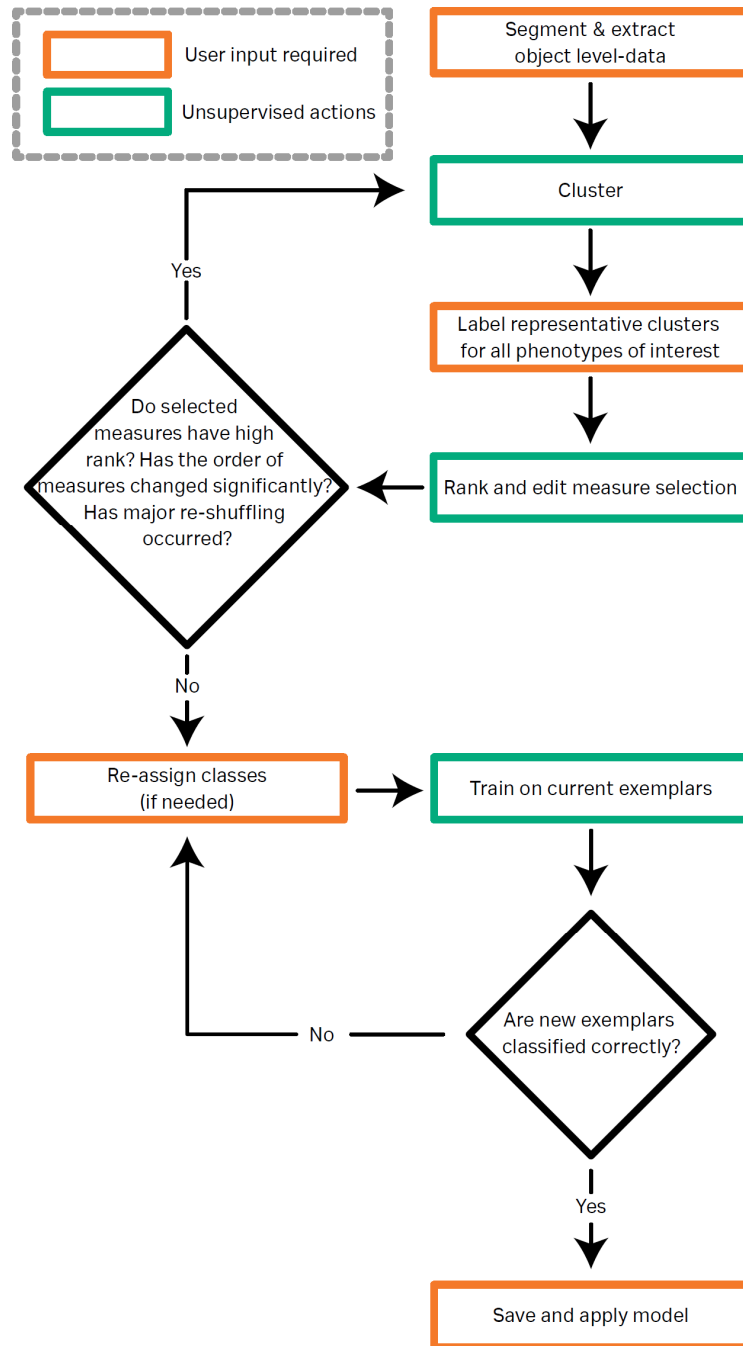 User input required
Unsupervised actions
Segment & extract
object level-data
Cluster
Yes
Label representative clusters
for all phenotypes of interest
Do selected
measures have high
rank? Has the order of
measures changed significantly?
Has major re-shuffling
occurred?
Rank and edit measure selection
No
Re-assign classes
(if needed)
Train on current exemplars
Are new exemplars
classified correctly?
No
Yes
Save and apply model